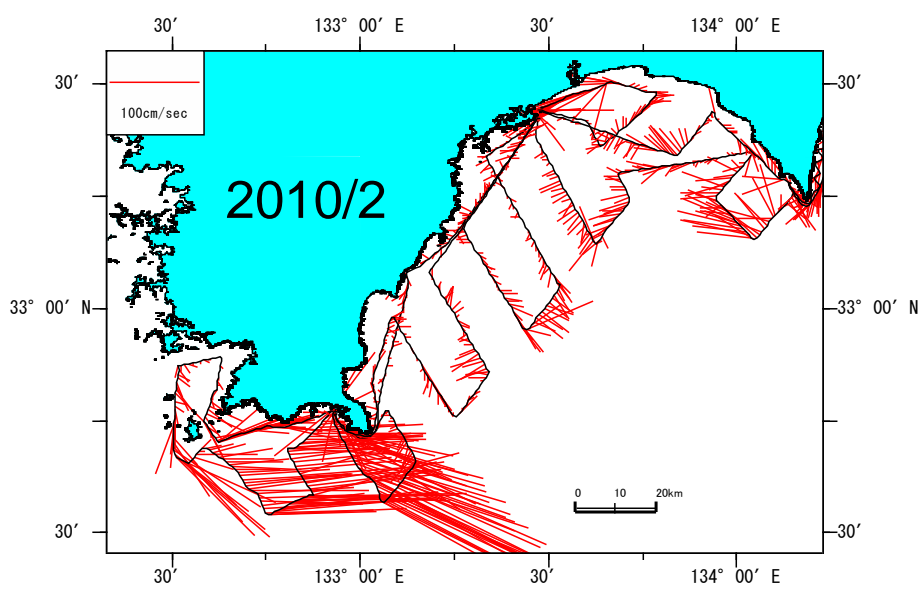 30′ 133° 00′ E 30′ 134° 00′ E
30′ 30′
100cm/sec
2010/2
33° 00′ N 33° 00′ N
0 10 20km
30′ 30′
30′ 133° 00′ E 30′ 134° 00′ E